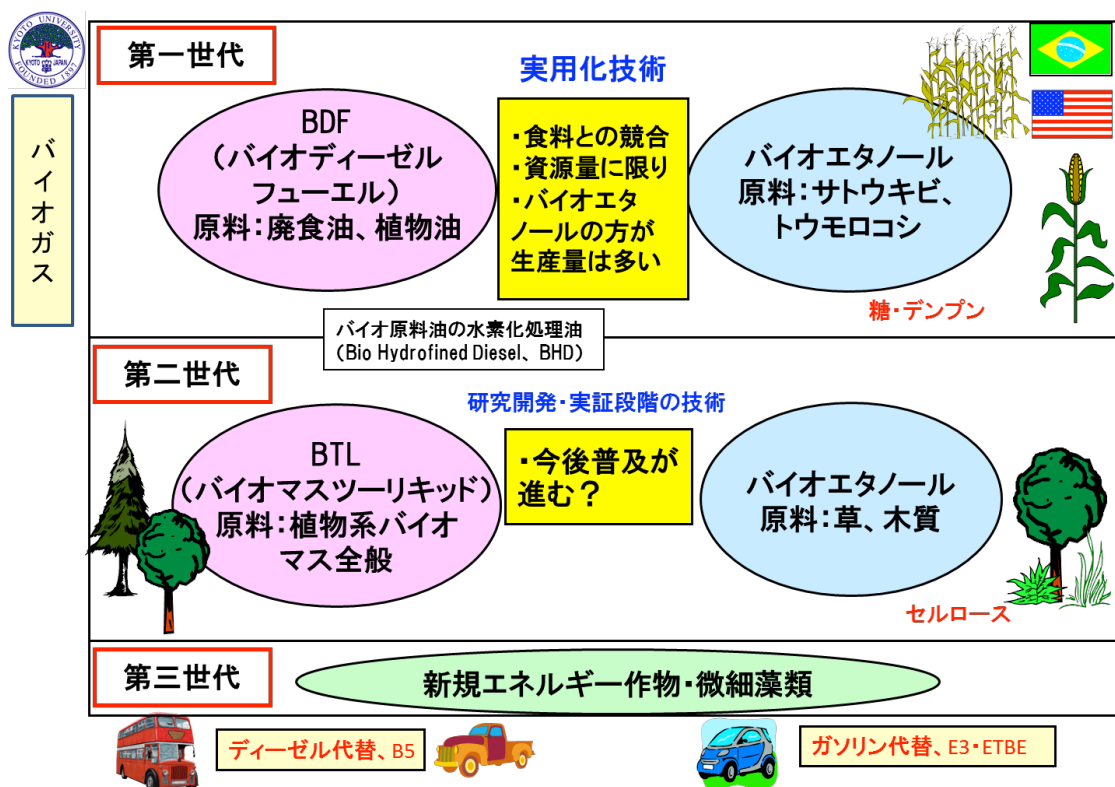 KYOTO UNIVERSITY
KYOTO JAPAN
FOUNDED 1897
バイオガス
第一世代
実用化技術
BDF
(バイオディーゼル
フューエル)
原料:廃食油、植物油
・食料との競合
・資源量に限り
・バイオエタ
ノールの方が
生産量は多い
バイオエタノール
原料:サトウキビ、
トウモロコシ
糖・デンプン
バイオ原料油の水素化処理油
(Bio Hydrofined Diesel、BHD)
第二世代
研究開発・実証段階の技術
BTL
(バイオマスツーリキッド)
原料:植物系バイオ
マス全般
・今後普及が
進む?
バイオエタノール
原料:草、木質
セルロース
第三世代
新規エネルギー作物・微細藻類
ディーゼル代替、B5
ガソリン代替、E3・ETBE